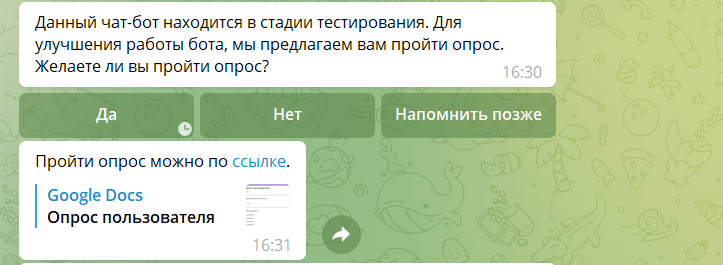 Данный чат-бот находится в стадии тестирования. Для
улучшения работы бота, мы предлагаем вам пройти опрос.
Желаете ли вы пройти опрос?
16:30
Да
Нет
Напомнить позже
Пройти опрос можно по ссылке.
Google Docs
Опрос пользователя
16:31